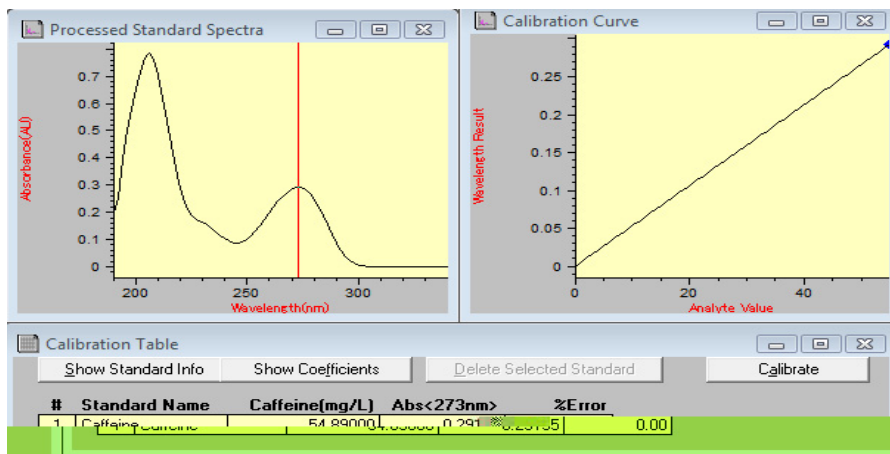 Processed Standard Spectra
Absorbance(AU)
0.7
0.6
0.5
0.4
0.3
0.2
0.1
0
200 250 300
Wavelength(nm)
Calibration Curve
Wavelength Result
0.25
0.2
0.15
0.1
0.05
0
0 20 40
Analyte Value
Calibration Table
Show Standard Info Show Coefficients Delete Selected Standard Calibrate
# Standard Name Caffeine(mg/L) Abs<273nm> %Error
1 Caffeine 54.89000 0.00